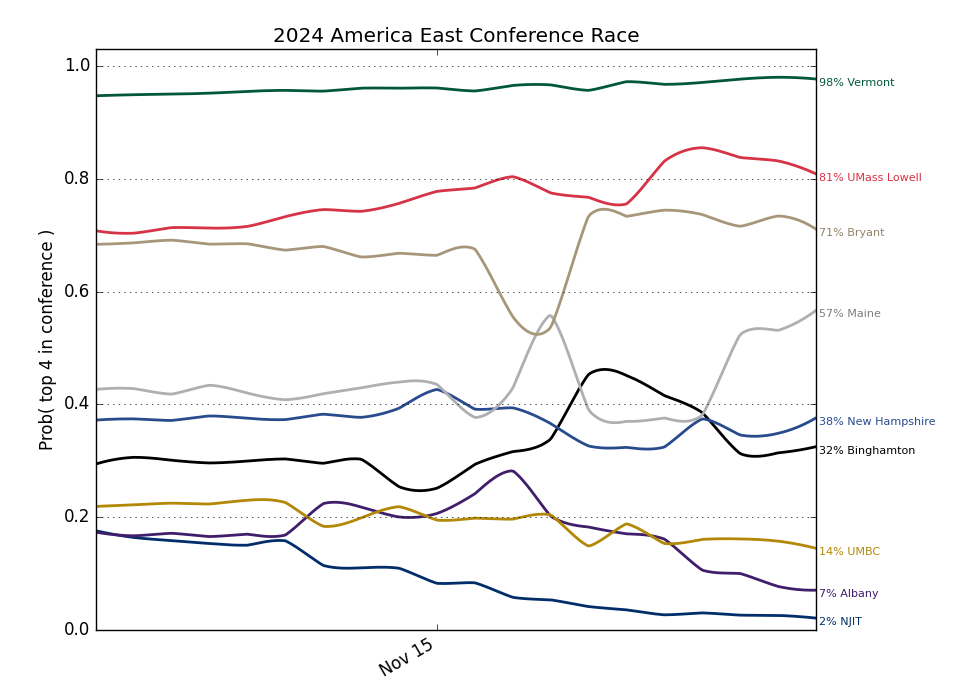 2024 America East Conference Race
Prob( top 4 in conference )
1.0
0.8
0.6
0.4
0.2
0.0
Nov 15
98% Vermont
81% UMass Lowell
71% Bryant
57% Maine
38% New Hampshire
32% Binghamton
14% UMBC
7% Albany
2% NJIT